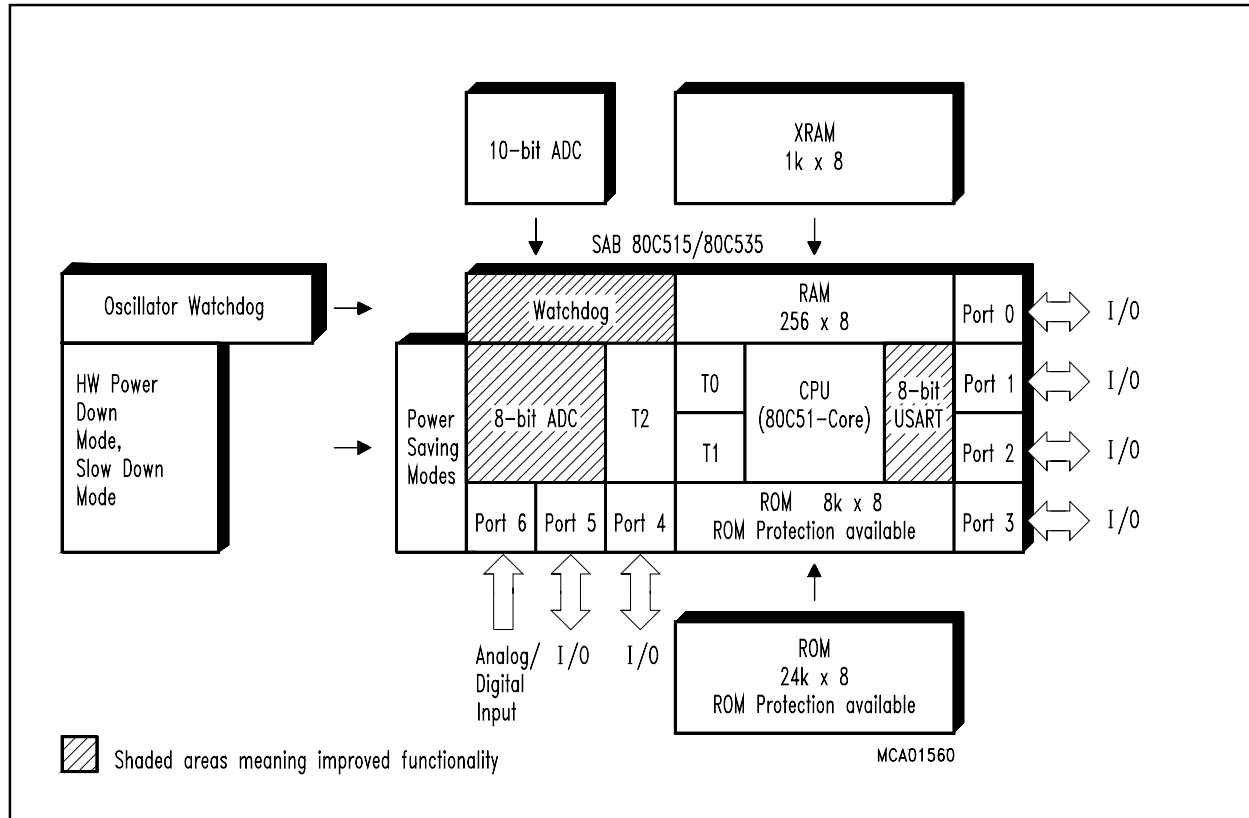 10-bit ADC
XRAM
1k x 8
SAB 80C515/80C535
Oscillator Watchdog
Watchdog
RAM
256 x 8
Port 0
I/O
HW Power
Down
Mode,
Slow Down
Mode
Power
Saving
Modes
8-bit ADC
T2
T0
T1
CPU
(80C51-Core)
8-bit
USART
Port 1
I/O
Port 2
I/O
Port 6
Port 5
Port 4
ROM 8k x 8
ROM Protection available
Port 3
I/O
Analog/
Digital
Input
I/O
I/O
ROM
24k x 8
ROM Protection available
MCA01560
Shaded areas meaning improved functionality